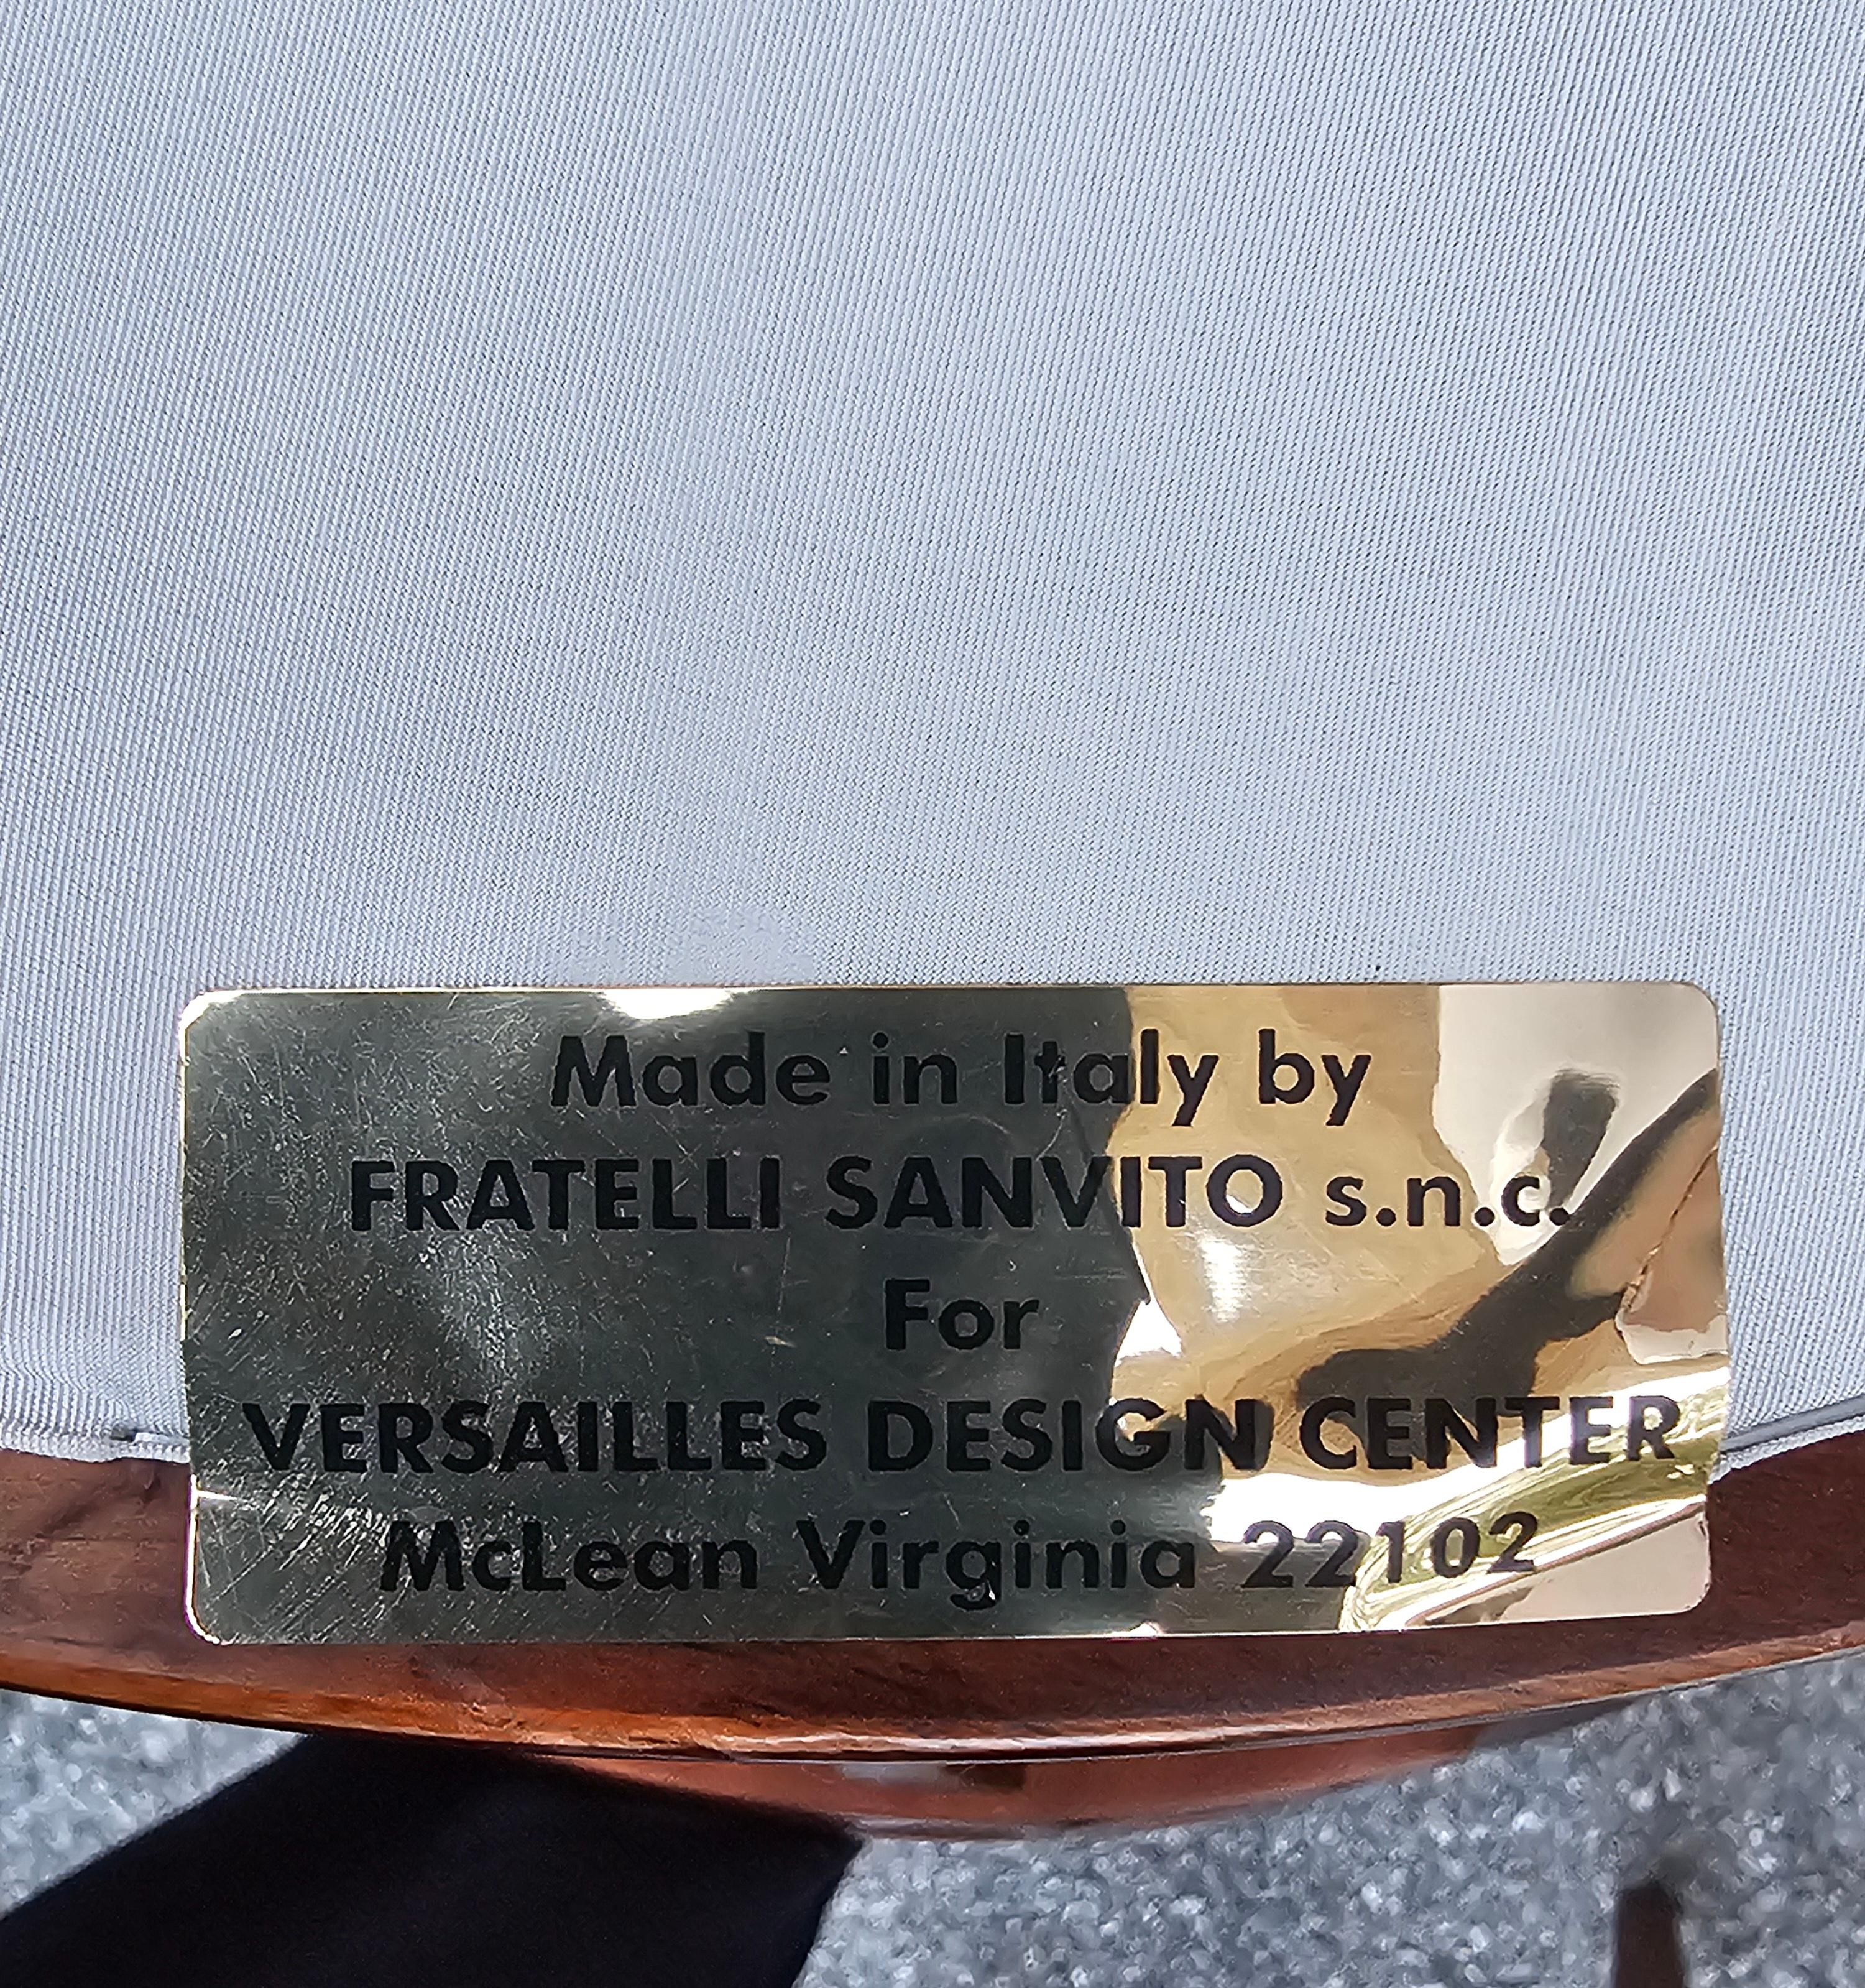 Made in Italy by
FRATELLI SANVITO s.n.c.
For
VERSAILLES DESIGN CENTER
McLean Virginia 22102